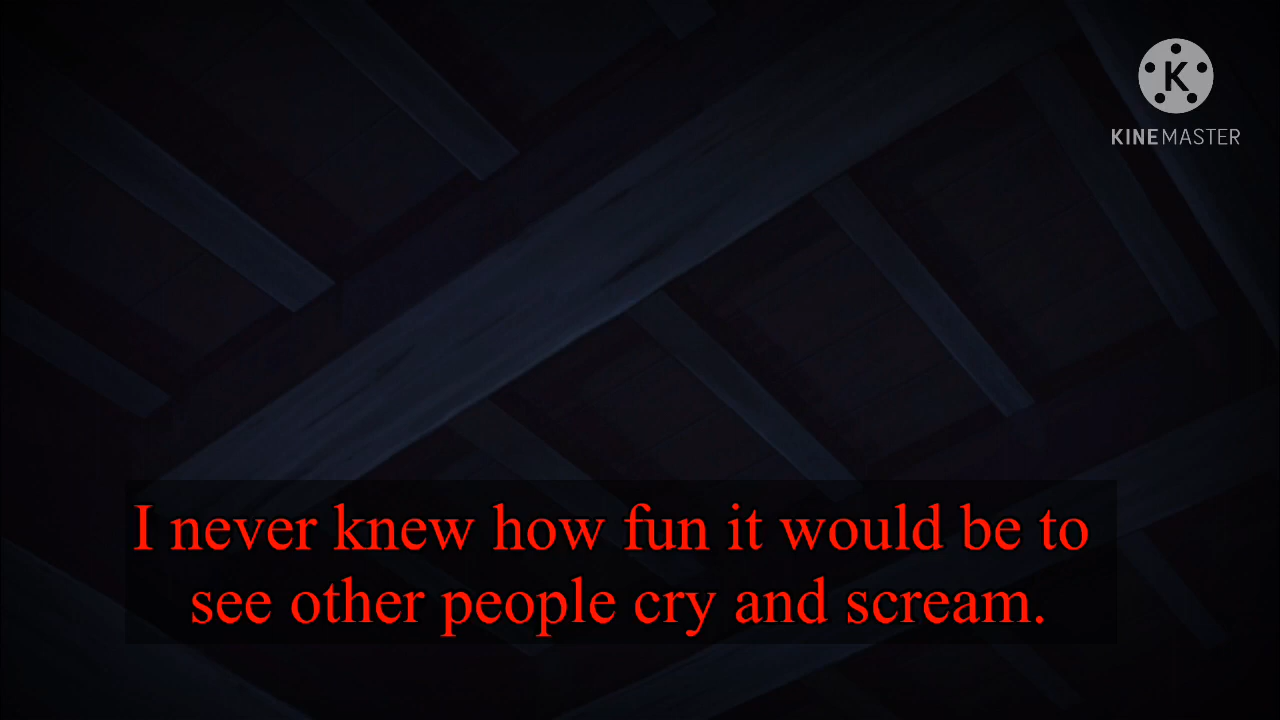 K
KINEMASTER
I never knew how fun it would be to
see other people cry and scream.